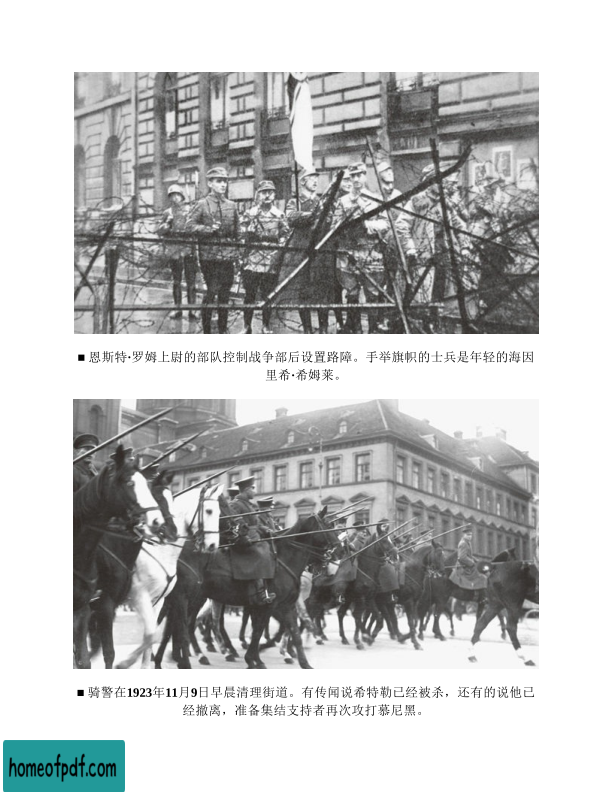 ■ 恩斯特·罗姆上尉的部队控制战争部后设置路障。手举旗帜的士兵是年轻的海因
里希·希姆莱。
■ 骑警在1923年11月9日早晨清理街道。有传闻说希特勒已经被杀，还有的说他已
经撤离，准备集结支持者再次攻打慕尼黑。
homeofpdf.com